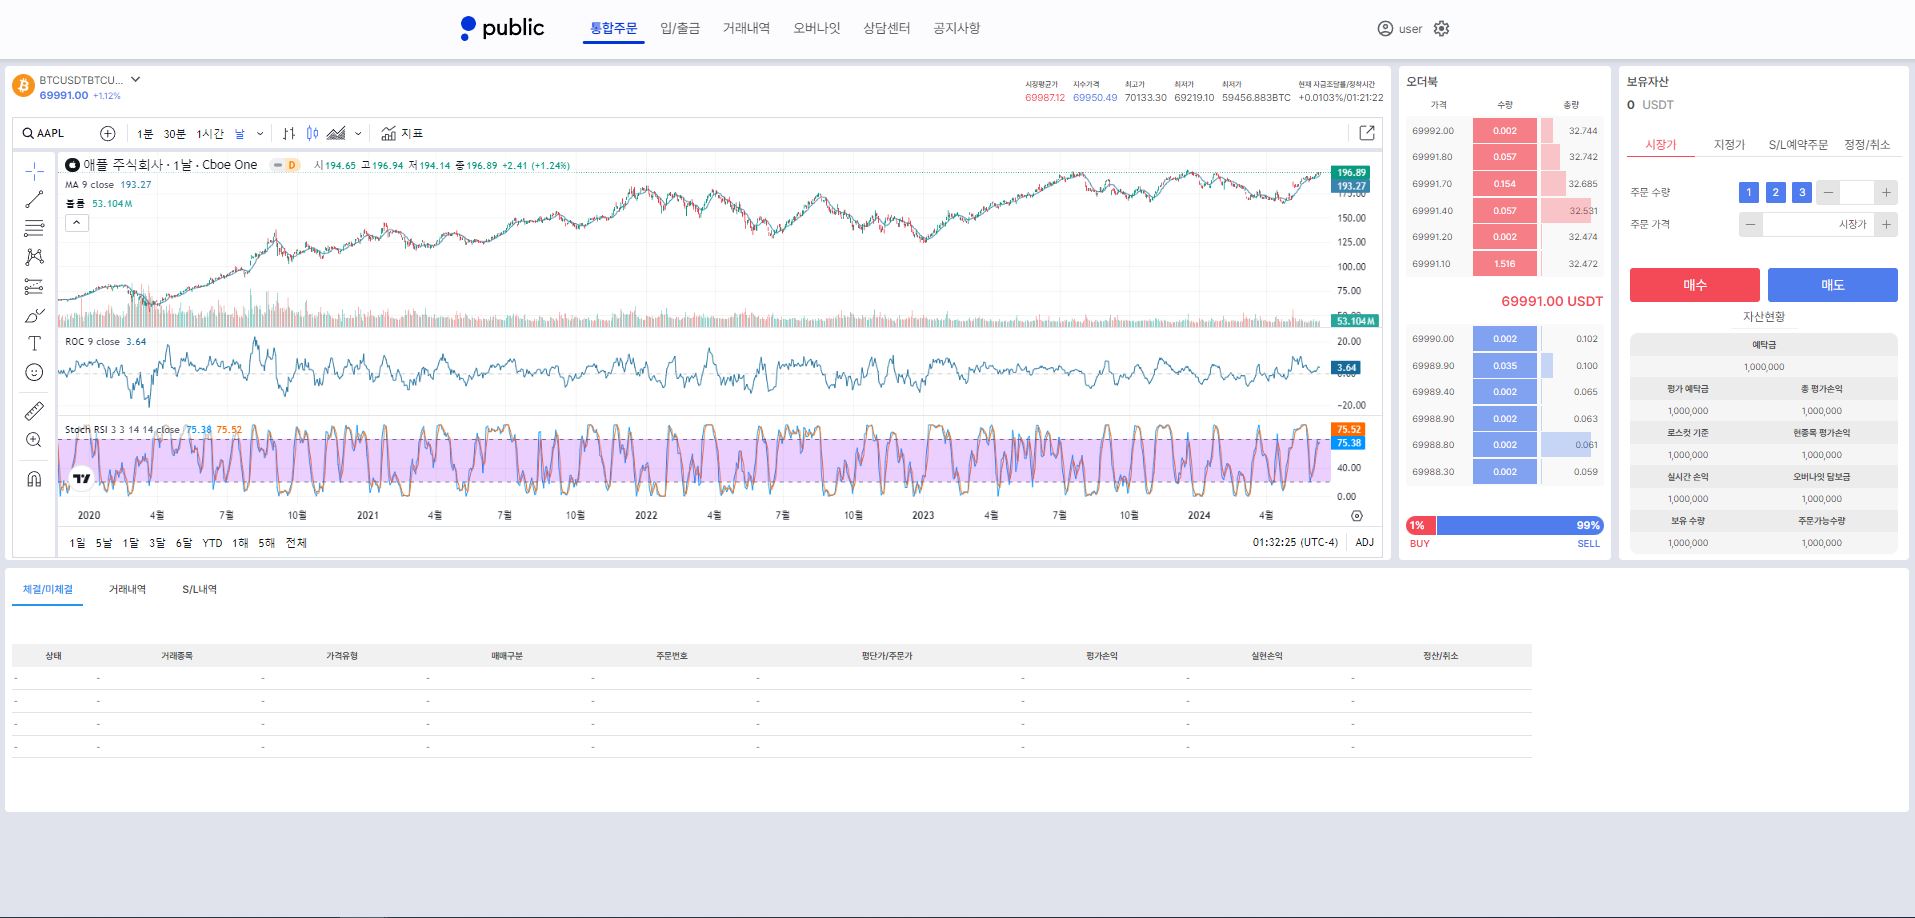 public
통합주문 입/출금 거래내역 오버나잇 상담센터 공지사항
user
BTCUSDTBTCU...
69991.00 +1.12%
시장평균가 지수가격 최고가 최저가 최저가 현재 자금조달률/정착시간
69987.12 69950.49 70133.30 69219.10 59456.883BTC +0.0103%/01:21:22
AAPL 1분 30분 1시간 날 지표
애플 주식회사 · 1날 · Cboe One D 시194.65 고196.94 저194.14 종196.89 +2.41 (+1.24%)
MA 9 close 193.27
볼륨 53.104M
196.89
193.27
175.00
150.00
125.00
100.00
75.00
50.00
53.104M
ROC 9 close 3.64
20.00
3.64
0.00
−20.00
Stoch RSI 3 3 14 14 close 75.38 75.52
75.52
75.38
40.00
0.00
2020 4월 7월 10월 2021 4월 7월 10월 2022 4월 7월 10월 2023 4월 7월 10월 2024 4월
1일 5날 1달 3달 6달 YTD 1해 5해 전체
01:32:25 (UTC-4) ADJ
오더북
가격 수량 총량
69992.00 0.002 32.744
69991.80 0.057 32.742
69991.70 0.154 32.685
69991.40 0.057 32.531
69991.20 0.002 32.474
69991.10 1.516 32.472
69991.00 USDT
69990.00 0.002 0.102
69989.90 0.035 0.100
69989.40 0.002 0.065
69988.90 0.002 0.063
69988.80 0.002 0.061
69988.30 0.002 0.059
1% 99%
BUY SELL
보유자산
0 USDT
시장가 지정가 S/L예약주문 정정/취소
주문 수량 1 2 3 − +
주문 가격 − 시장가 +
매수 매도
자산현황
예탁금
1,000,000
평가 예탁금 총 평가손익
1,000,000 1,000,000
로스컷 기준 현종목 평가손익
1,000,000 1,000,000
실시간 손익 오버나잇 담보금
1,000,000 1,000,000
보유 수량 주문가능수량
1,000,000 1,000,000
체결/미체결 거래내역 S/L내역
상태 거래종목 가격유형 매매구분 주문번호 평단가/주문가 평가손익 실현손익 정산/취소
- - - - - - - - -
- - - - - - - - -
- - - - - - - - -
- - - - - - - - -